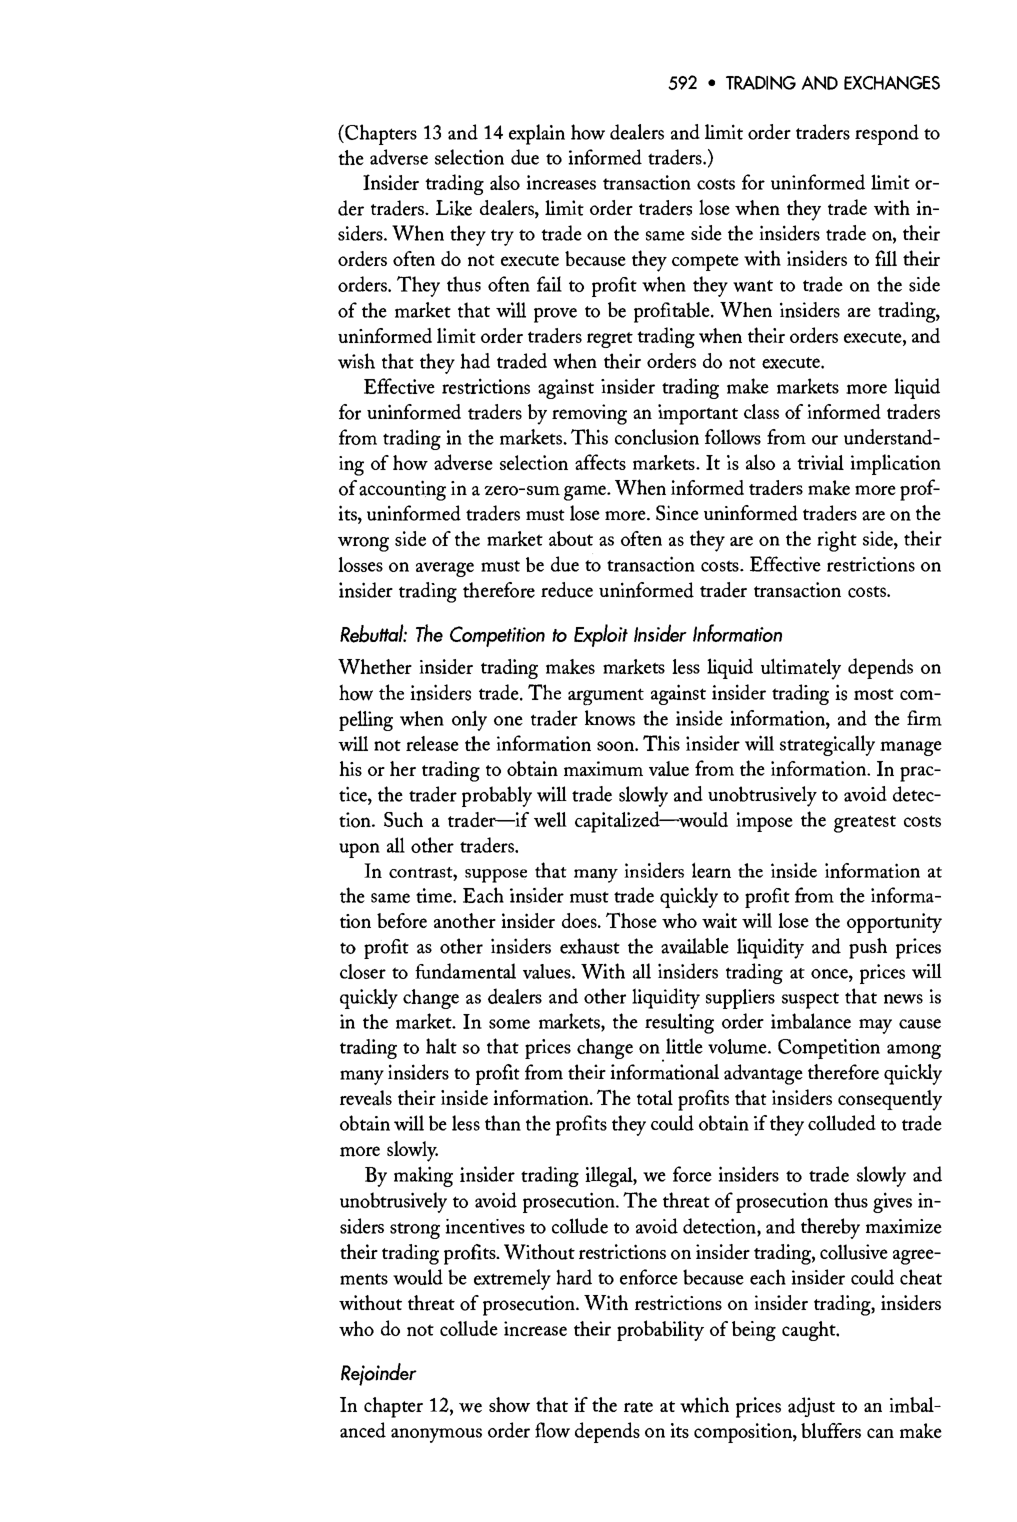 592 • TRADING AND EXCHANGES
(Chapters 13 and 14 explain how dealers and limit order traders respond to
the adverse selection due to informed traders.)
Insider trading also increases transaction costs for uninformed limit or-
der traders. Like dealers, limit order traders lose when they trade with in-
siders. When they try to trade on the same side the insiders trade on, their
orders often do not execute because they compete with insiders to fill their
orders. They thus often fail to profit when they want to trade on the side
of the market that will prove to be profitable. When insiders are trading,
uninformed limit order traders regret trading when their orders execute, and
wish that they had traded when their orders do not execute.
Effective restrictions against insider trading make markets more liquid
for uninformed traders by removing an important class of informed traders
from trading in the markets. This conclusion follows from our understand-
ing of how adverse selection affects markets. It is also a trivial implication
of accounting in a zero-sum game. When informed traders make more prof-
its, uninformed traders must lose more. Since uninformed traders are on the
wrong side of the market about as often as they are on the right side, their
losses on average must be due to transaction costs. Effective restrictions on
insider trading therefore reduce uninformed trader transaction costs.
Rebuttal: The Competition to Exploit Insider Information
Whether insider trading makes markets less liquid ultimately depends on
how the insiders trade. The argument against insider trading is most com-
pelling when only one trader knows the inside information, and the firm
will not release the information soon. This insider will strategically manage
his or her trading to obtain maximum value from the information. In prac-
tice, the trader probably will trade slowly and unobtrusively to avoid detec-
tion. Such a trader—if well capitalized—would impose the greatest costs
upon all other traders.
In contrast, suppose that many insiders learn the inside information at
the same time. Each insider must trade quickly to profit from the informa-
tion before another insider does. Those who wait will lose the opportunity
to profit as other insiders exhaust the available liquidity and push prices
closer to fundamental values. With all insiders trading at once, prices will
quickly change as dealers and other liquidity suppliers suspect that news is
in the market. In some markets, the resulting order imbalance may cause
trading to halt so that prices change on little volume. Competition among
many insiders to profit from their informational advantage therefore quickly
reveals their inside information. The total profits that insiders consequently
obtain will be less than the profits they could obtain if they colluded to trade
more slowly.
By making insider trading illegal, we force insiders to trade slowly and
unobtrusively to avoid prosecution. The threat of prosecution thus gives in-
siders strong incentives to collude to avoid detection, and thereby maximize
their trading profits. Without restrictions on insider trading, collusive agree-
ments would be extremely hard to enforce because each insider could cheat
without threat of prosecution. With restrictions on insider trading, insiders
who do not collude increase their probability of being caught.
Rejoinder
In chapter 12, we show that if the rate at which prices adjust to an imbal-
anced anonymous order flow depends on its composition, bluffers can make